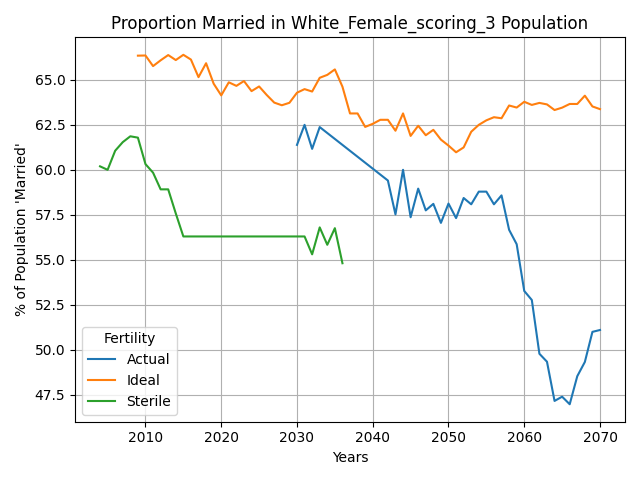 Proportion Married in White_Female_scoring_3 Population
% of Population 'Married'
65.0
62.5
60.0
57.5
55.0
52.5
50.0
47.5
Fertility
Actual
Ideal
Sterile
2010 2020 2030 2040 2050 2060 2070
Years